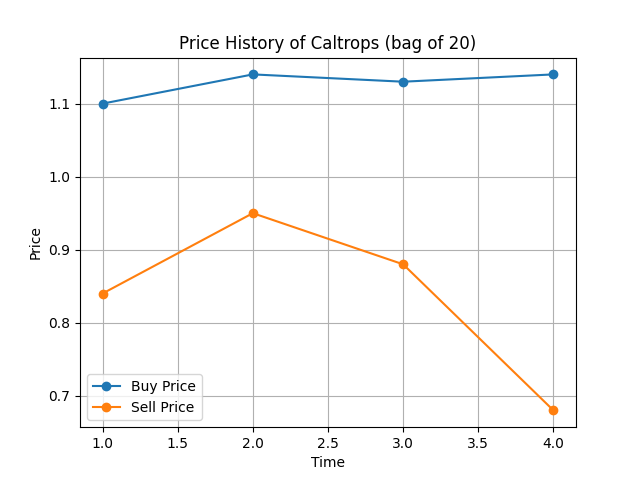 Price History of Caltrops (bag of 20)
Price
1.1
1.0
0.9
0.8
0.7
Buy Price
Sell Price
1.0 1.5 2.0 2.5 3.0 3.5 4.0
Time